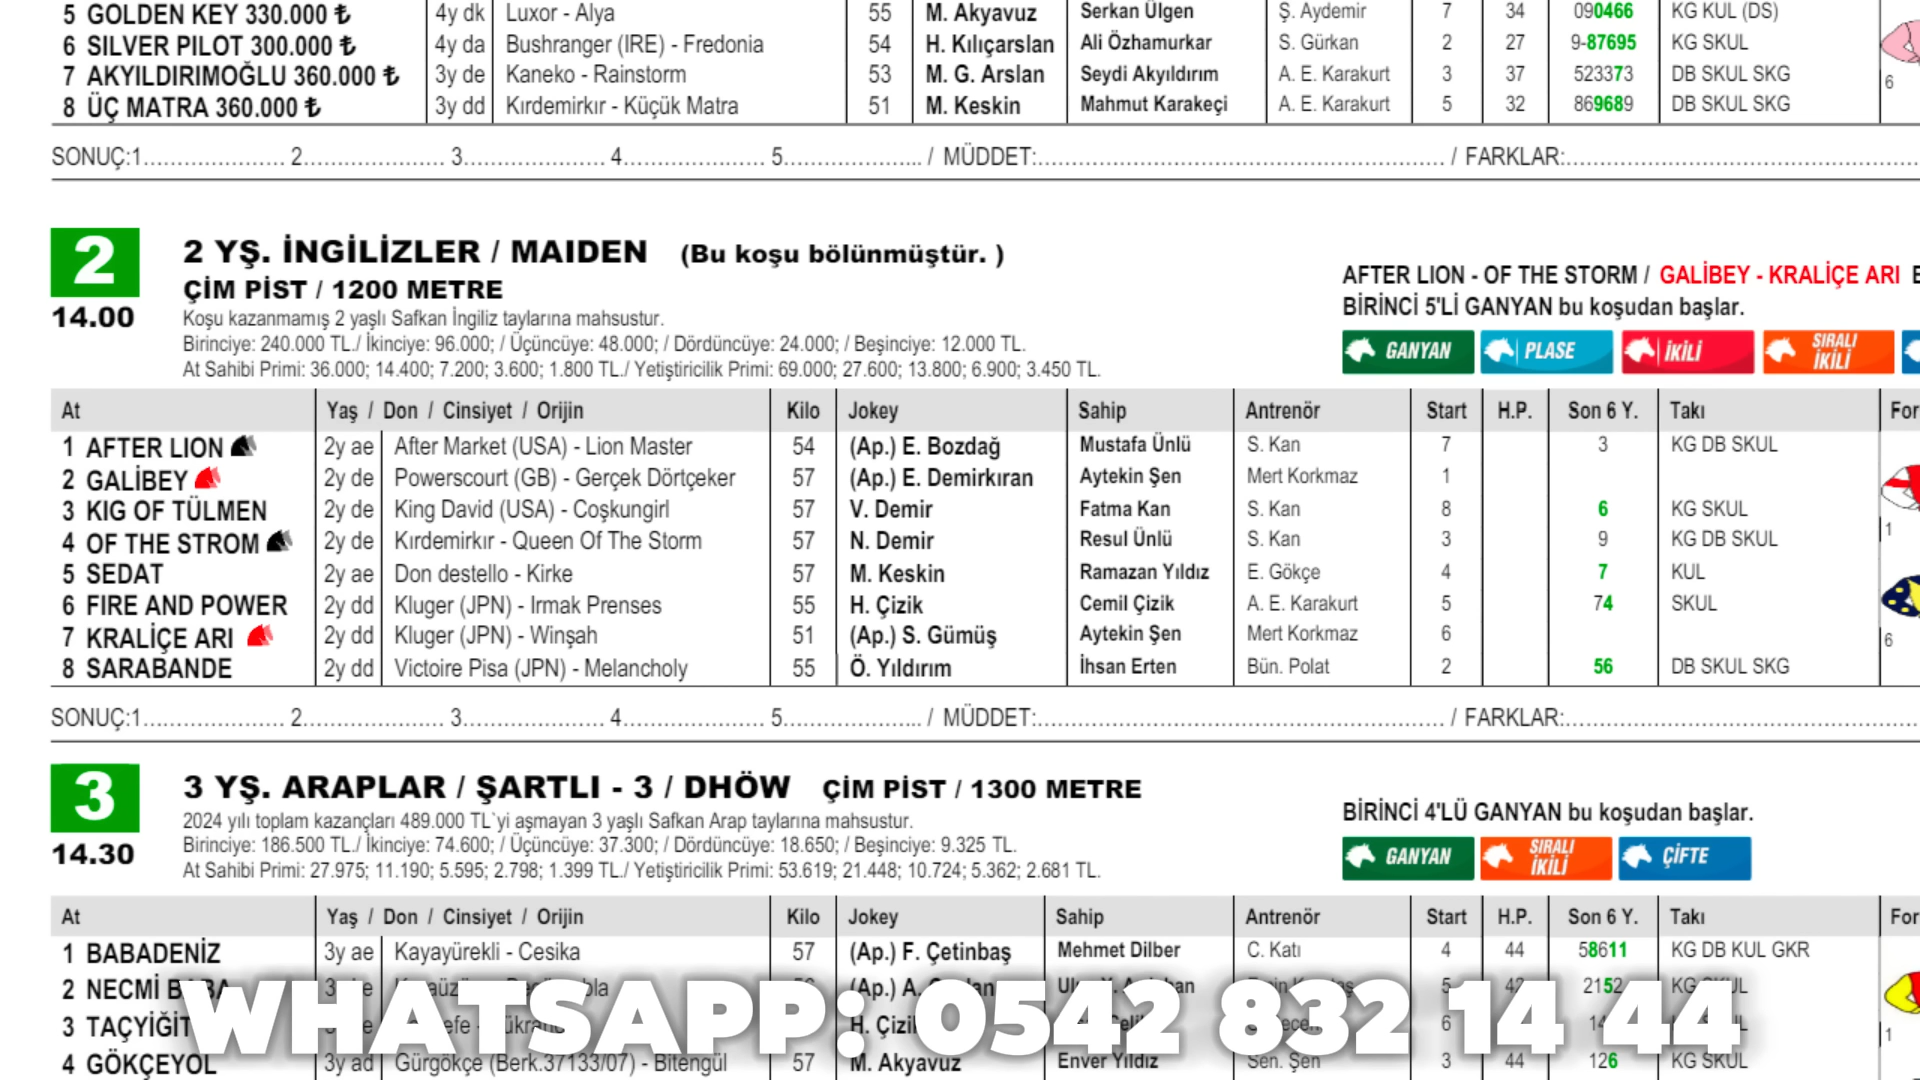 5 GOLDEN KEY 330.000 ₺ 4y dk Luxor - Alya 55 M. Akyavuz Serkan Ülgen Ş. Aydemir 7 34 090466 KG KUL (DS)
6 SILVER PILOT 300.000 ₺ 4y da Bushranger (IRE) - Fredonia 54 H. Kılıçarslan Ali Özhamurkar S. Gürkan 2 27 9-87695 KG SKUL
7 AKYILDIRIMOĞLU 360.000 ₺ 3y de Kaneko - Rainstorm 53 M. G. Arslan Seydi Akyıldırım A. E. Karakurt 3 37 523373 DB SKUL SKG
8 ÜÇ MATRA 360.000 ₺ 3y dd Kırdemirkır - Küçük Matra 51 M. Keskin Mahmut Karakeçi A. E. Karakurt 5 32 869689 DB SKUL SKG
6
SONUÇ:1..................... 2..................... 3...................... 4..................... 5..................... / MÜDDET:............................................................. / FARKLAR:.....................................................
2 14.00
2 YŞ. İNGİLİZLER / MAIDEN (Bu koşu bölünmüştür. )
ÇİM PİST / 1200 METRE
Koşu kazanmamış 2 yaşlı Safkan İngiliz taylarına mahsustur.
Birinciye: 240.000 TL./ İkinciye: 96.000; / Üçüncüye: 48.000; / Dördüncüye: 24.000; / Beşinciye: 12.000 TL.
At Sahibi Primi: 36.000; 14.400; 7.200; 3.600; 1.800 TL./ Yetiştiricilik Primi: 69.000; 27.600; 13.800; 6.900; 3.450 TL.
AFTER LION - OF THE STORM / GALİBEY - KRALİÇE ARI E
BİRİNCİ 5'Lİ GANYAN bu koşudan başlar.
GANYAN PLASE İKİLİ SIRALI İKİLİ
At Yaş / Don / Cinsiyet / Orijin Kilo Jokey Sahip Antrenör Start H.P. Son 6 Y. Takı For
1 AFTER LION 2y ae After Market (USA) - Lion Master 54 (Ap.) E. Bozdağ Mustafa Ünlü S. Kan 7 3 KG DB SKUL
2 GALİBEY 2y de Powerscourt (GB) - Gerçek Dörtçeker 57 (Ap.) E. Demirkıran Aytekin Şen Mert Korkmaz 1
3 KIG OF TÜLMEN 2y de King David (USA) - Coşkungirl 57 V. Demir Fatma Kan S. Kan 8 6 KG SKUL
1
4 OF THE STROM 2y de Kırdemirkır - Queen Of The Storm 57 N. Demir Resul Ünlü S. Kan 3 9 KG DB SKUL
5 SEDAT 2y ae Don destello - Kirke 57 M. Keskin Ramazan Yıldız E. Gökçe 4 7 KUL
6 FIRE AND POWER 2y dd Kluger (JPN) - Irmak Prenses 55 H. Çizik Cemil Çizik A. E. Karakurt 5 74 SKUL
7 KRALİÇE ARI 2y dd Kluger (JPN) - Winşah 51 (Ap.) S. Gümüş Aytekin Şen Mert Korkmaz 6
6
8 SARABANDE 2y dd Victoire Pisa (JPN) - Melancholy 55 Ö. Yıldırım İhsan Erten Bün. Polat 2 56 DB SKUL SKG
SONUÇ:1..................... 2..................... 3...................... 4..................... 5..................... / MÜDDET:............................................................. / FARKLAR:.....................................................
3 14.30
3 YŞ. ARAPLAR / ŞARTLI - 3 / DHÖW ÇİM PİST / 1300 METRE
2024 yılı toplam kazançları 489.000 TL`yi aşmayan 3 yaşlı Safkan Arap taylarına mahsustur.
Birinciye: 186.500 TL./ İkinciye: 74.600; / Üçüncüye: 37.300; / Dördüncüye: 18.650; / Beşinciye: 9.325 TL.
At Sahibi Primi: 27.975; 11.190; 5.595; 2.798; 1.399 TL./ Yetiştiricilik Primi: 53.619; 21.448; 10.724; 5.362; 2.681 TL.
BİRİNCİ 4'LÜ GANYAN bu koşudan başlar.
GANYAN SIRALI İKİLİ ÇİFTE
At Yaş / Don / Cinsiyet / Orijin Kilo Jokey Sahip Antrenör Start H.P. Son 6 Y. Takı For
1 BABADENİZ 3y ae Kayayürekli - Cesika 57 (Ap.) F. Çetinbaş Mehmet Dilber C. Katı 4 44 58611 KG DB KUL GKR
2 NECMİ BABA (Ap.) 5 2152 KG
3 TAÇYİĞİT H. 6
1
4 GÖKÇEYOL 3y ad Gürgökçe (Berk.37133/07) - Bitengül 57 M. Akyavuz Enver Yıldız Sen. Şen 3 44 126 KG SKUL
WHATSAPP: 0542 832 14 44